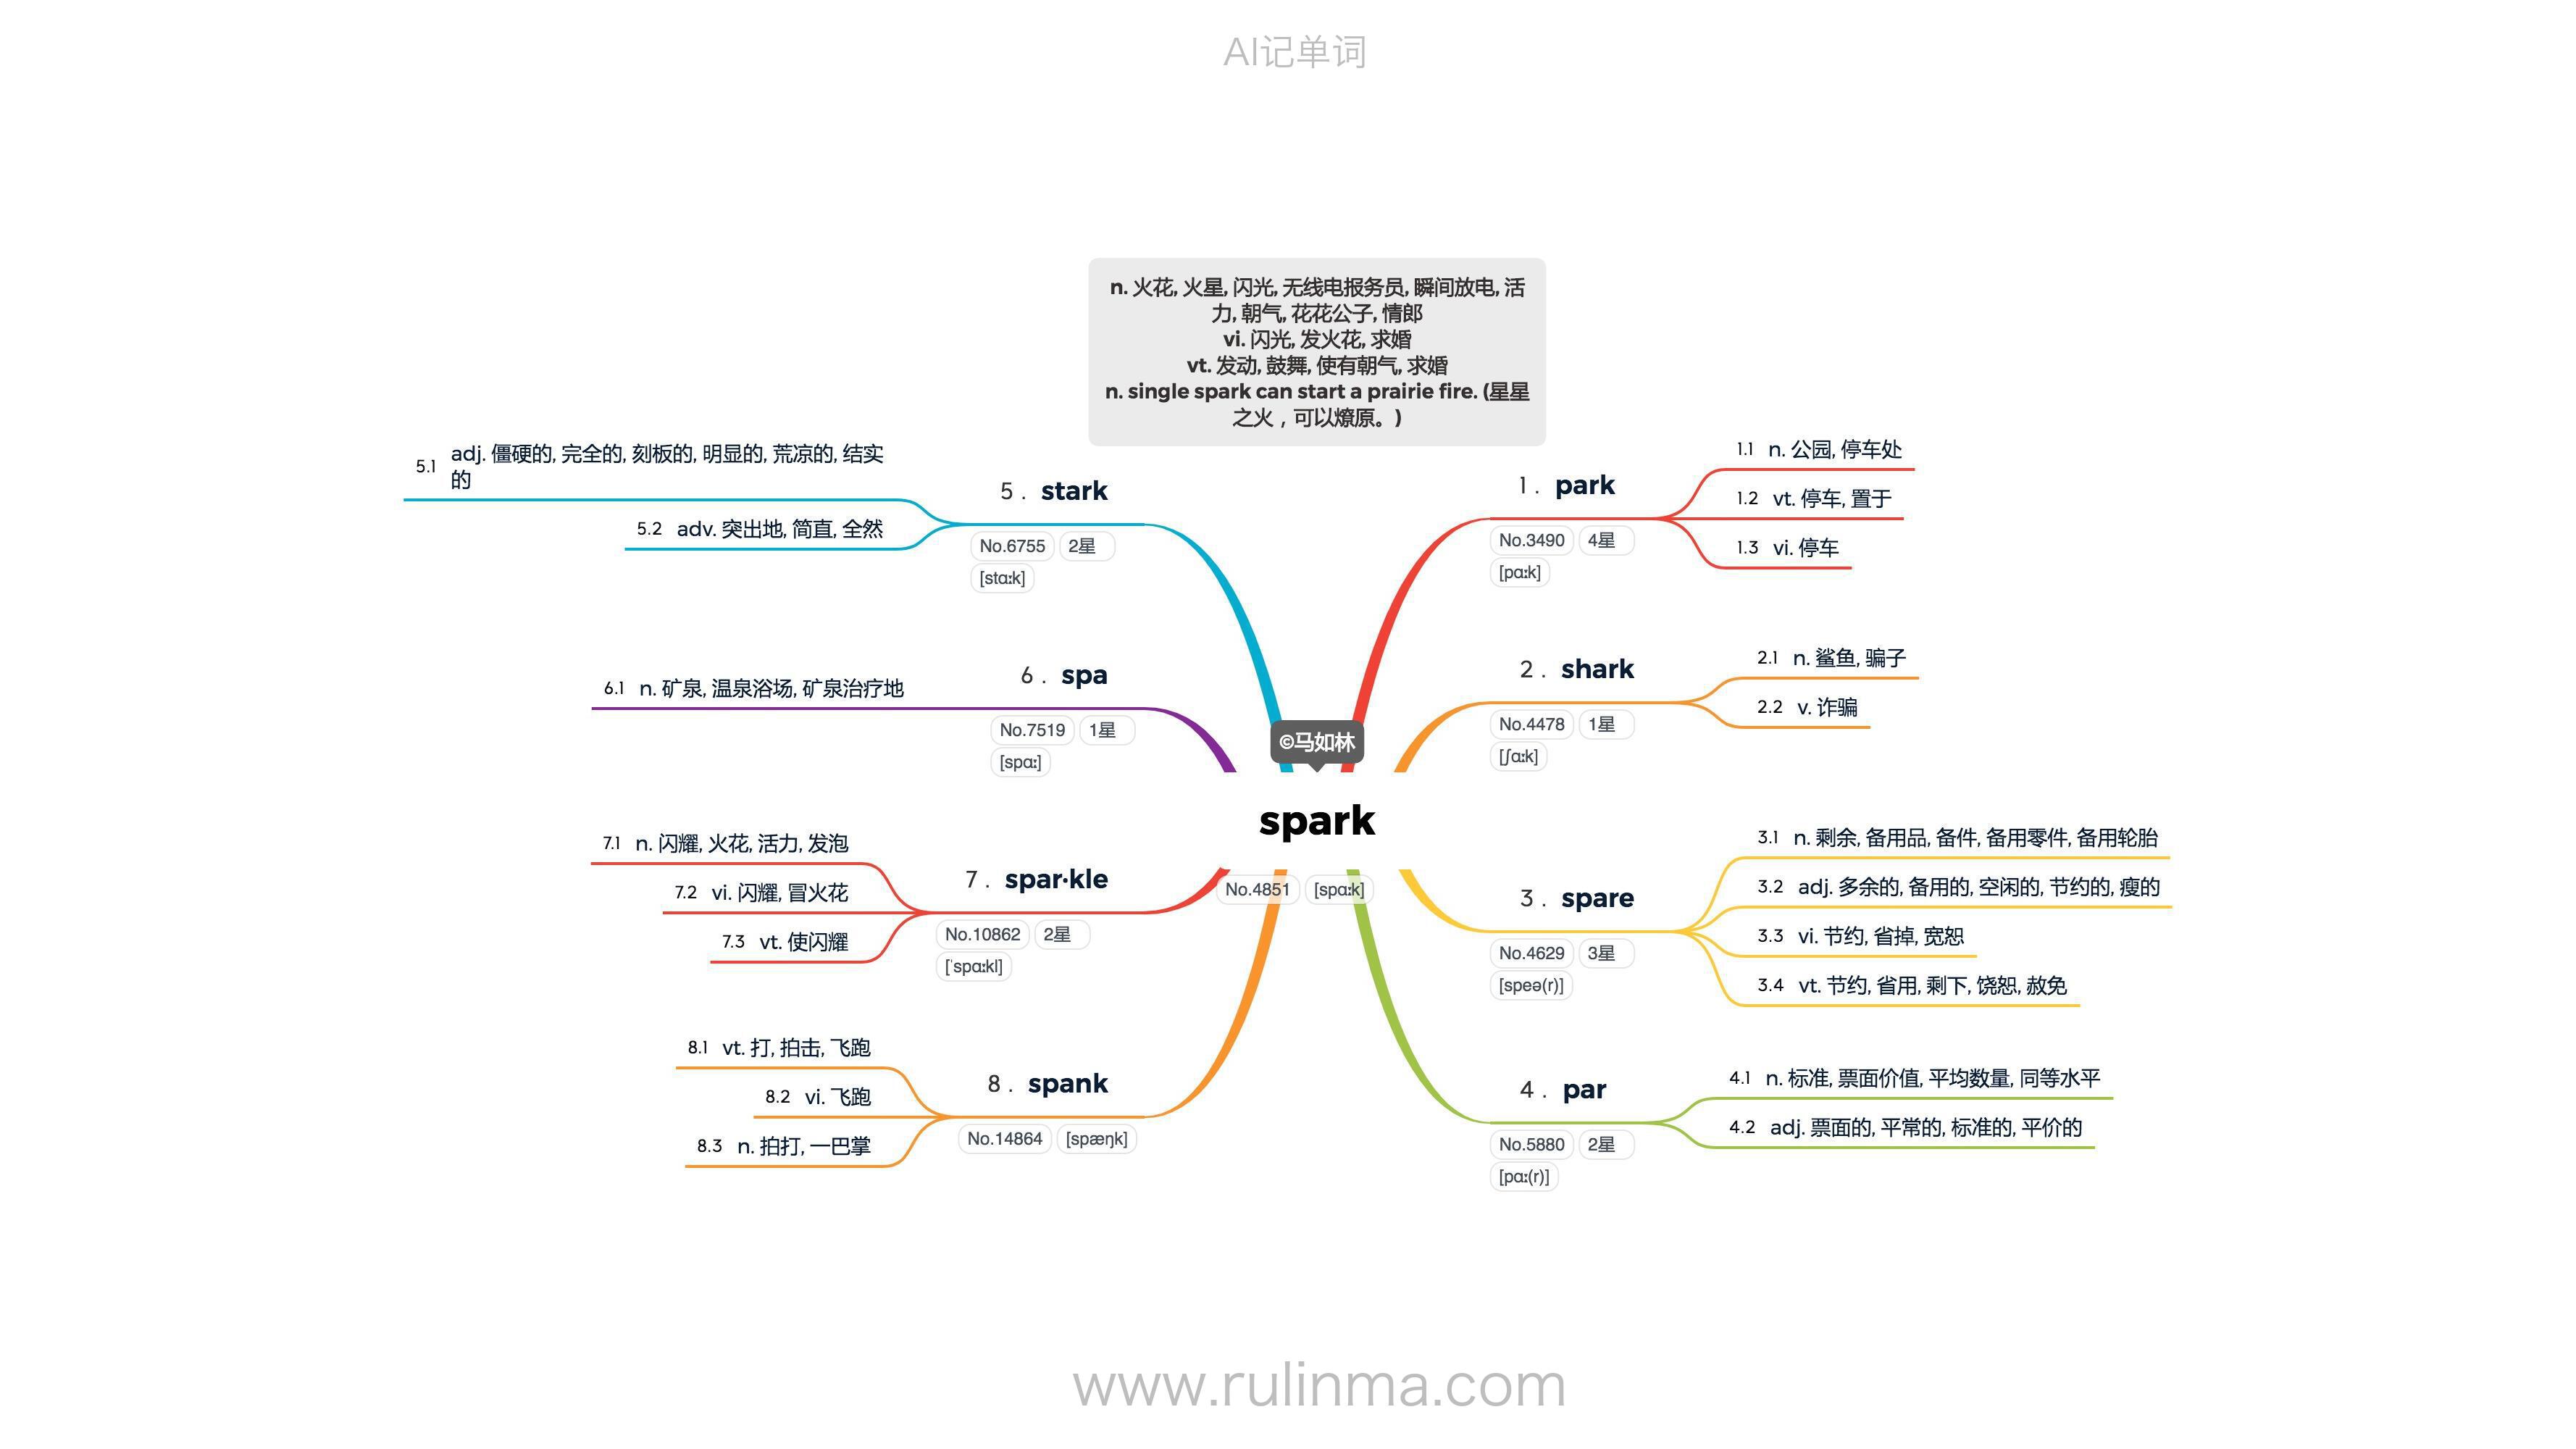 AI记单词
n. 火花, 火星, 闪光, 无线电报务员, 瞬间放电, 活
力, 朝气, 花花公子, 情郎
vi. 闪光, 发火花, 求婚
vt. 发动, 鼓舞, 使有朝气, 求婚
n. single spark can start a prairie fire. (星星
之火，可以燎原。)
©马如林
spark
No.4851 [spɑːk]
1 . park
No.3490 4星
[pɑːk]
1.1 n. 公园, 停车处
1.2 vt. 停车, 置于
1.3 vi. 停车
2 . shark
No.4478 1星
[ʃɑːk]
2.1 n. 鲨鱼, 骗子
2.2 v. 诈骗
3 . spare
No.4629 3星
[speə(r)]
3.1 n. 剩余, 备用品, 备件, 备用零件, 备用轮胎
3.2 adj. 多余的, 备用的, 空闲的, 节约的, 瘦的
3.3 vi. 节约, 省掉, 宽恕
3.4 vt. 节约, 省用, 剩下, 饶恕, 赦免
4 . par
No.5880 2星
[pɑː(r)]
4.1 n. 标准, 票面价值, 平均数量, 同等水平
4.2 adj. 票面的, 平常的, 标准的, 平价的
5 . stark
No.6755 2星
[stɑːk]
5.1 adj. 僵硬的, 完全的, 刻板的, 明显的, 荒凉的, 结实
的
5.2 adv. 突出地, 简直, 全然
6 . spa
No.7519 1星
[spɑː]
6.1 n. 矿泉, 温泉浴场, 矿泉治疗地
7 . spar·kle
No.10862 2星
[ˈspɑːkl]
7.1 n. 闪耀, 火花, 活力, 发泡
7.2 vi. 闪耀, 冒火花
7.3 vt. 使闪耀
8 . spank
No.14864 [spæŋk]
8.1 vt. 打, 拍击, 飞跑
8.2 vi. 飞跑
8.3 n. 拍打, 一巴掌
www.rulinma.com